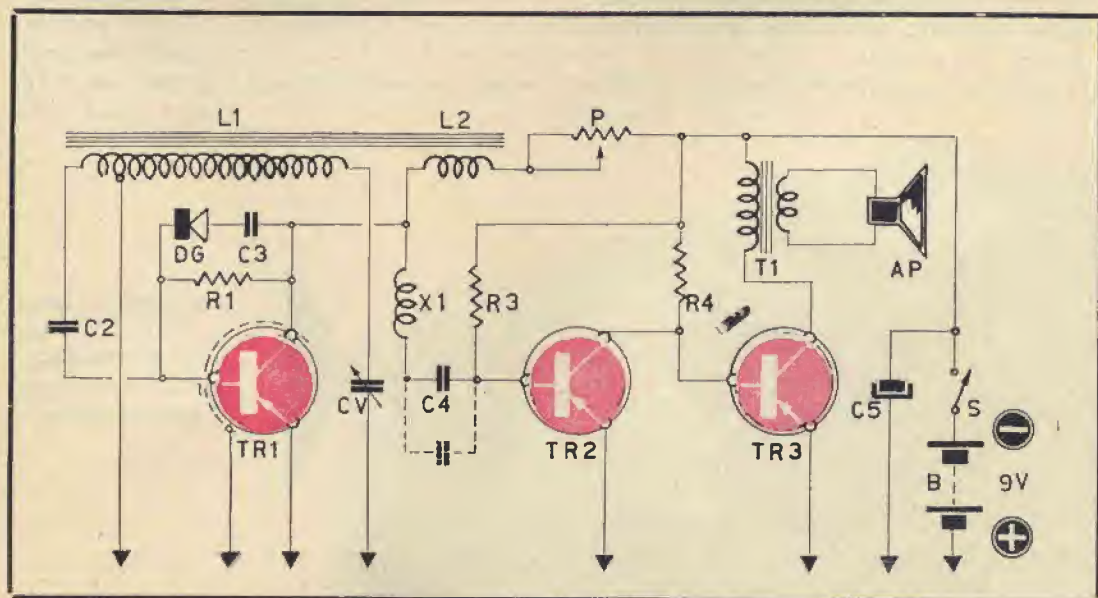 L1
L2
P
DG
C3
R1
X1
R3
R4
T1
AP
C2
CV
C4
C5
S
TR1
TR2
TR3
B
9V
−
+